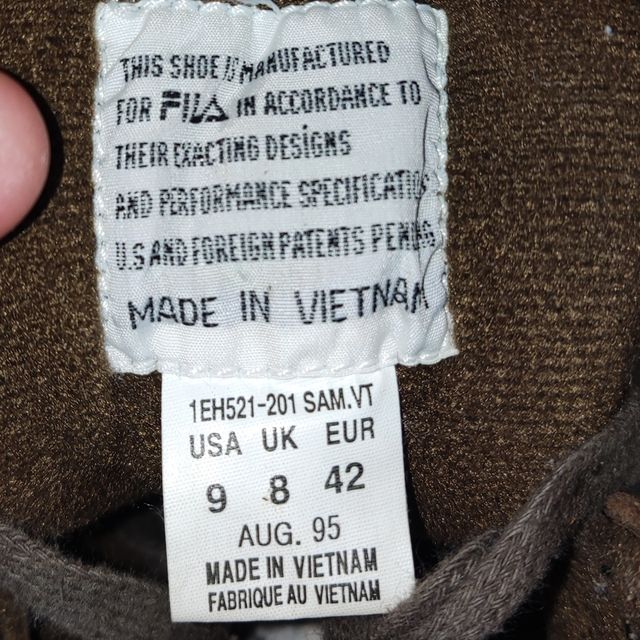 THIS SHOE IS MANUFACTURED
FOR FILA IN ACCORDANCE TO
THEIR EXACTING DESIGNS
AND PERFORMANCE SPECIFICATIO
U.S AND FOREIGN PATENTS PENDING
MADE IN VIETNAM
1EH521-201 SAM.VT
USA UK EUR
9 8 42
AUG. 95
MADE IN VIETNAM
FABRIQUE AU VIETNAM